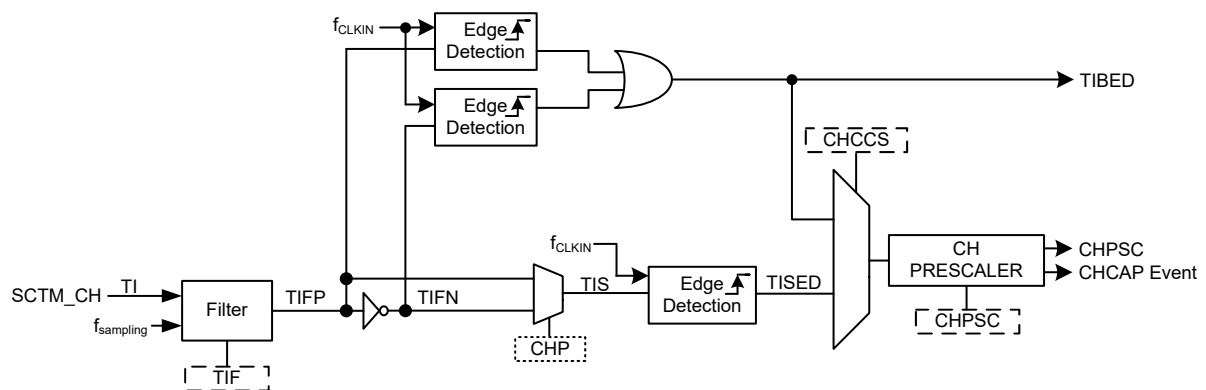 fCLKIN
Edge
Detection
Edge
Detection
TIBED
CHCCS
fCLKIN
CH
PRESCALER
CHPSC
CHCAP Event
SCTM_CH
TI
Filter
TIFP
TIFN
TIS
Edge
Detection
TISED
fsampling
CHPSC
CHP
TIF